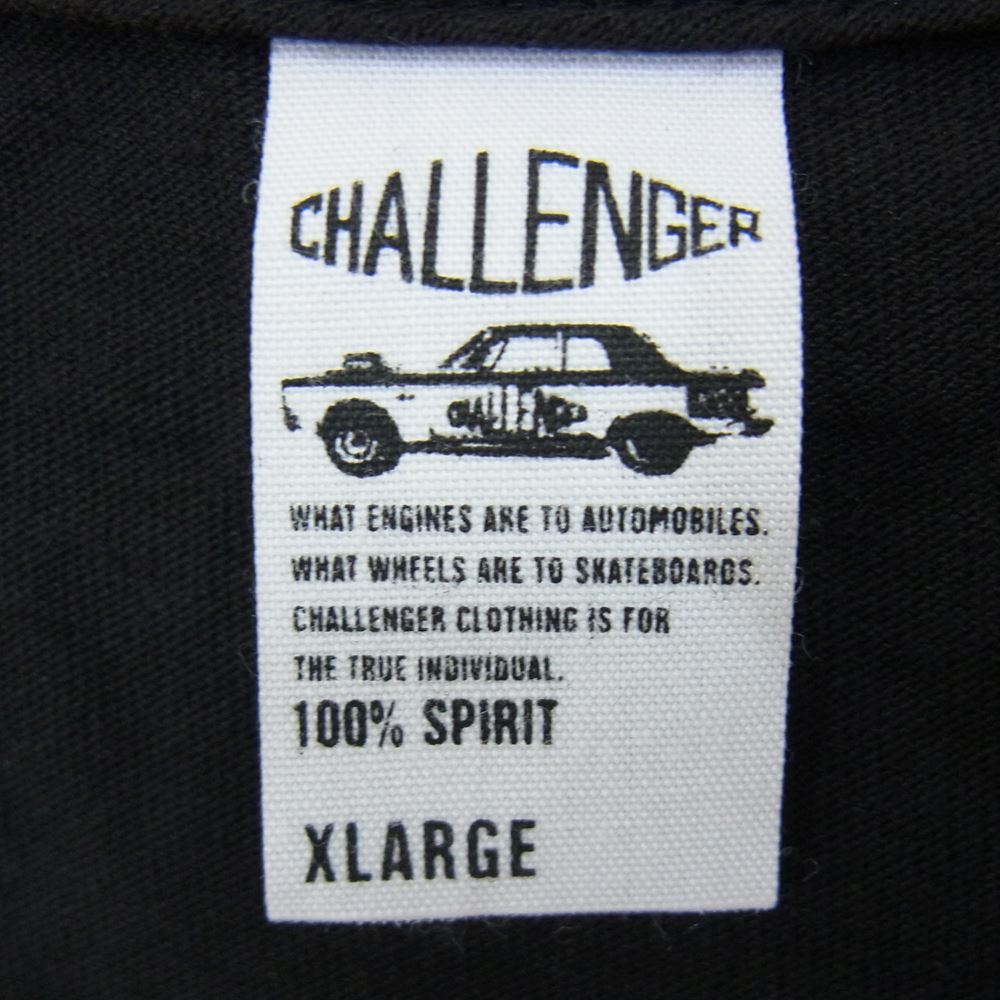 CHALLENGER
CHALLENGER
WHAT ENGINES ARE TO AUTOMOBILES.
WHAT WHEELS ARE TO SKATEBOARDS.
CHALLENGER CLOTHING IS FOR
THE TRUE INDIVIDUAL.
100% SPIRIT
XLARGE